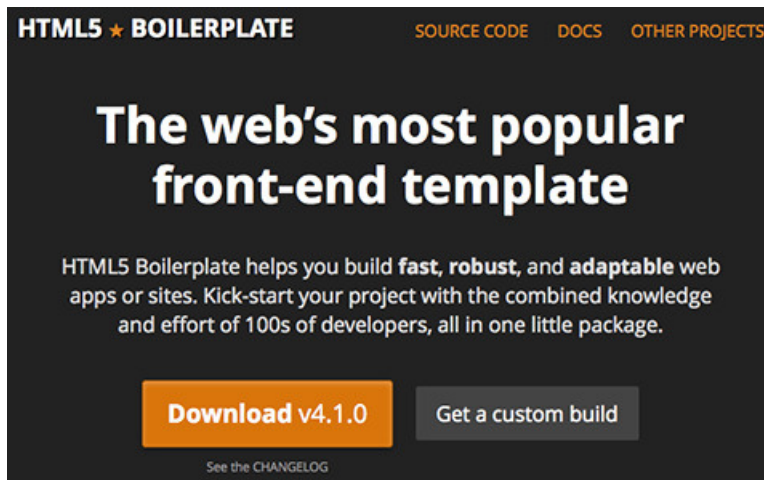 HTML5 ★ BOILERPLATE SOURCE CODE DOCS OTHER PROJECTS
The web’s most popular
front-end template
HTML5 Boilerplate helps you build fast, robust, and adaptable web
apps or sites. Kick-start your project with the combined knowledge
and effort of 100s of developers, all in one little package.
Download v4.1.0 Get a custom build
See the CHANGELOG